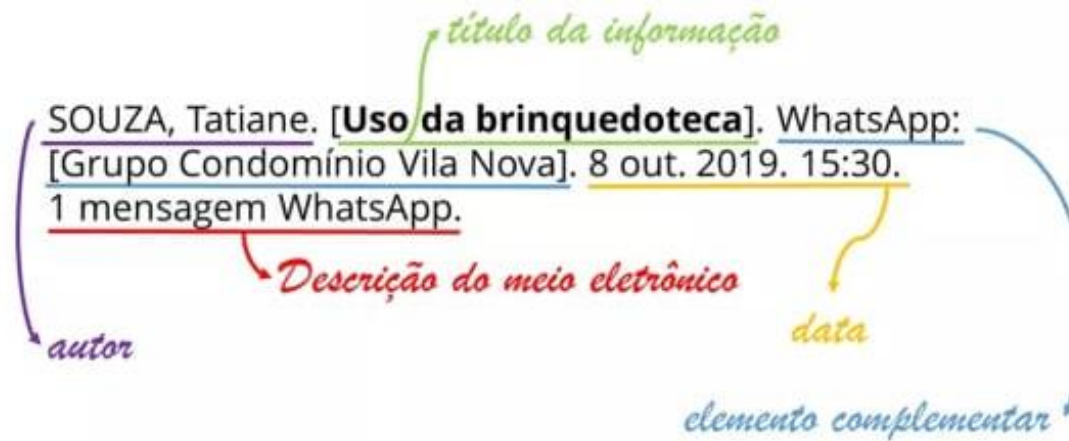 título da informação
SOUZA, Tatiane. [Uso da brinquedoteca]. WhatsApp:
[Grupo Condomínio Vila Nova]. 8 out. 2019. 15:30.
1 mensagem WhatsApp.
Descrição do meio eletrônico
data
autor
elemento complementar